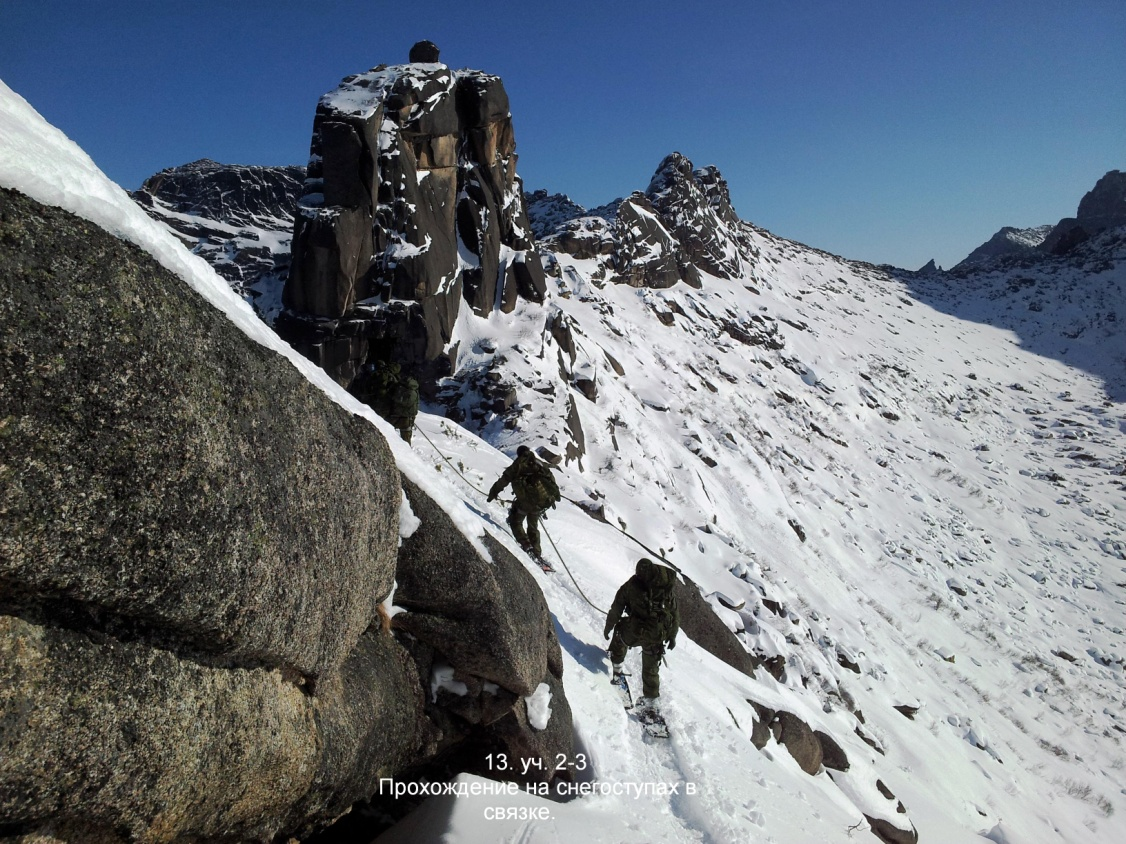 13. уч. 2-3
Прохождение на снегоступах в
связке.